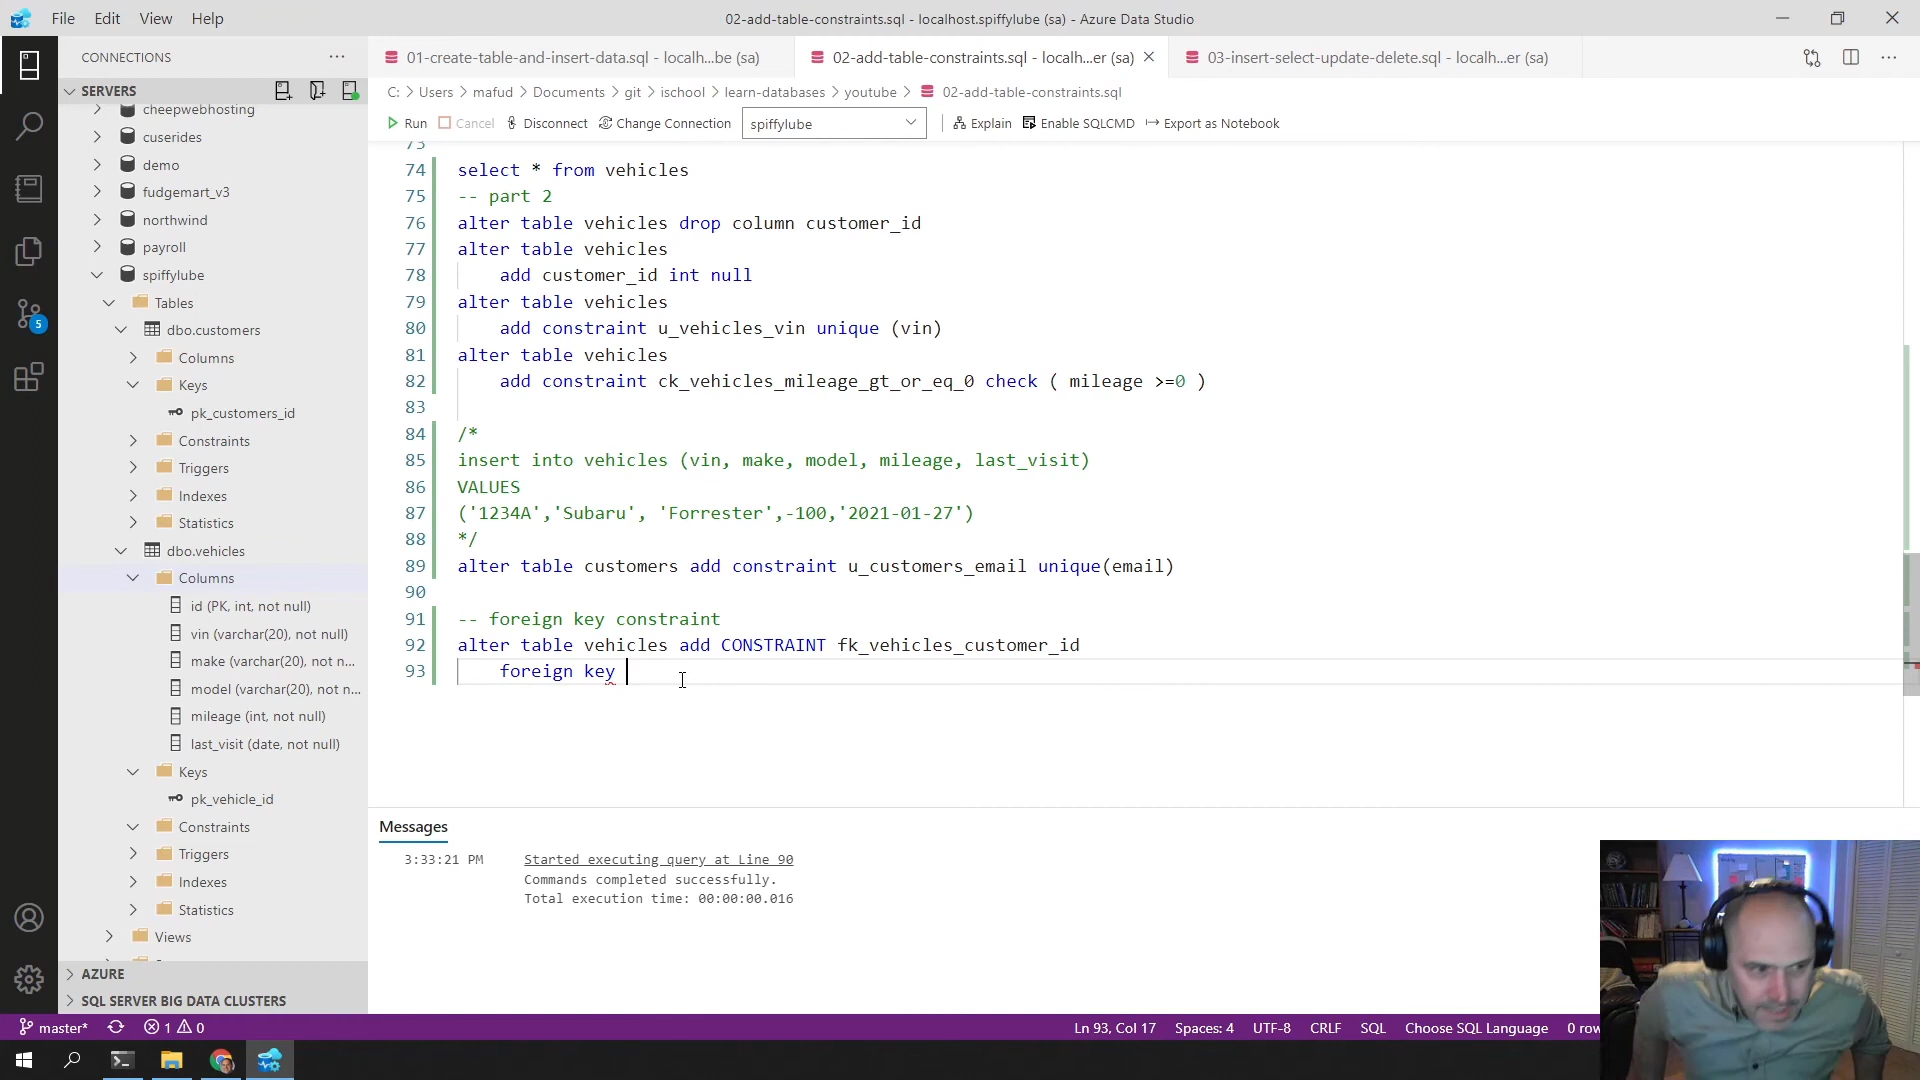 File Edit View Help
02-add-table-constraints.sql - localhost.spiffylube (sa) - Azure Data Studio
CONNECTIONS
01-create-table-and-insert-data.sql - localh...be (sa)
02-add-table-constraints.sql - localh...er (sa)
03-insert-select-update-delete.sql - localh...er (sa)
SERVERS
C: > Users > mafud > Documents > git > ischool > learn-databases > youtube > 02-add-table-constraints.sql
Run Cancel Disconnect Change Connection spiffylube Explain Enable SQLCMD Export as Notebook
cheepwebhosting
cuserides
demo
fudgemart_v3
northwind
payroll
spiffylube
Tables
dbo.customers
Columns
Keys
pk_customers_id
Constraints
Triggers
Indexes
Statistics
dbo.vehicles
Columns
id (PK, int, not null)
vin (varchar(20), not null)
make (varchar(20), not n...
model (varchar(20), not n...
mileage (int, not null)
last_visit (date, not null)
Keys
pk_vehicle_id
Constraints
Triggers
Indexes
Statistics
Views
AZURE
SQL SERVER BIG DATA CLUSTERS
73
74 select * from vehicles
75 -- part 2
76 alter table vehicles drop column customer_id
77 alter table vehicles
78 add customer_id int null
79 alter table vehicles
80 add constraint u_vehicles_vin unique (vin)
81 alter table vehicles
82 add constraint ck_vehicles_mileage_gt_or_eq_0 check ( mileage >=0 )
83
84 /*
85 insert into vehicles (vin, make, model, mileage, last_visit)
86 VALUES
87 ('1234A','Subaru', 'Forrester',-100,'2021-01-27')
88 */
89 alter table customers add constraint u_customers_email unique(email)
90
91 -- foreign key constraint
92 alter table vehicles add CONSTRAINT fk_vehicles_customer_id
93 foreign key
Messages
3:33:21 PM Started executing query at Line 90
Commands completed successfully.
Total execution time: 00:00:00.016
5
master* 1 0
Ln 93, Col 17 Spaces: 4 UTF-8 CRLF SQL Choose SQL Language 0 row